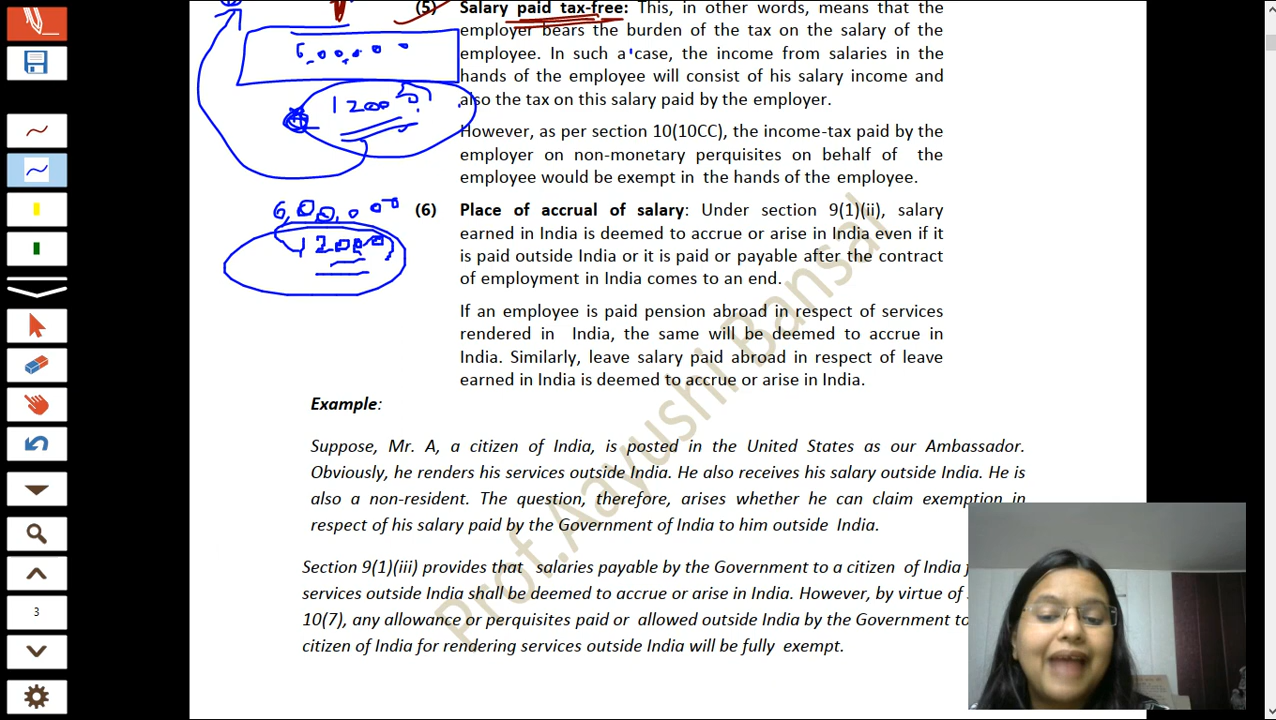 (5) Salary paid tax-free: This, in other words, means that the
employer bears the burden of the tax on the salary of the
employee. In such a case, the income from salaries in the
hands of the employee will consist of his salary income and
also the tax on this salary paid by the employer.
However, as per section 10(10CC), the income-tax paid by the
employer on non-monetary perquisites on behalf of the
employee would be exempt in the hands of the employee.
(6) Place of accrual of salary: Under section 9(1)(ii), salary
earned in India is deemed to accrue or arise in India even if it
is paid outside India or it is paid or payable after the contract
of employment in India comes to an end.
If an employee is paid pension abroad in respect of services
rendered in India, the same will be deemed to accrue in
India. Similarly, leave salary paid abroad in respect of leave
earned in India is deemed to accrue or arise in India.
Example:
Suppose, Mr. A, a citizen of India, is posted in the United States as our Ambassador.
Obviously, he renders his services outside India. He also receives his salary outside India. He is
also a non-resident. The question, therefore, arises whether he can claim exemption in
respect of his salary paid by the Government of India to him outside India.
Section 9(1)(iii) provides that salaries payable by the Government to a citizen of India
services outside India shall be deemed to accrue or arise in India. However, by virtue of
10(7), any allowance or perquisites paid or allowed outside India by the Government to
citizen of India for rendering services outside India will be fully exempt.
6,00,000
12000
6,00,000
12000
Prof.Aayushi Bansal
3